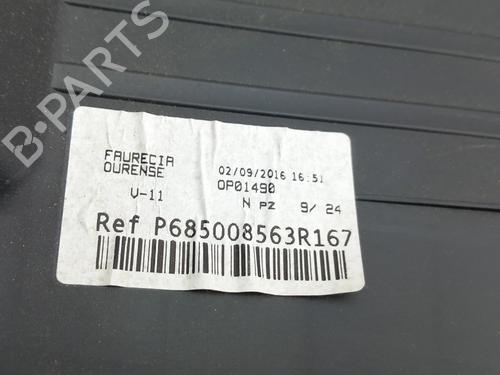 FAURECIA
OURENSE
V-11
02/09/2016 16:51
OP01490
N pz 9/ 24
Ref P685008563R167
B-PARTS